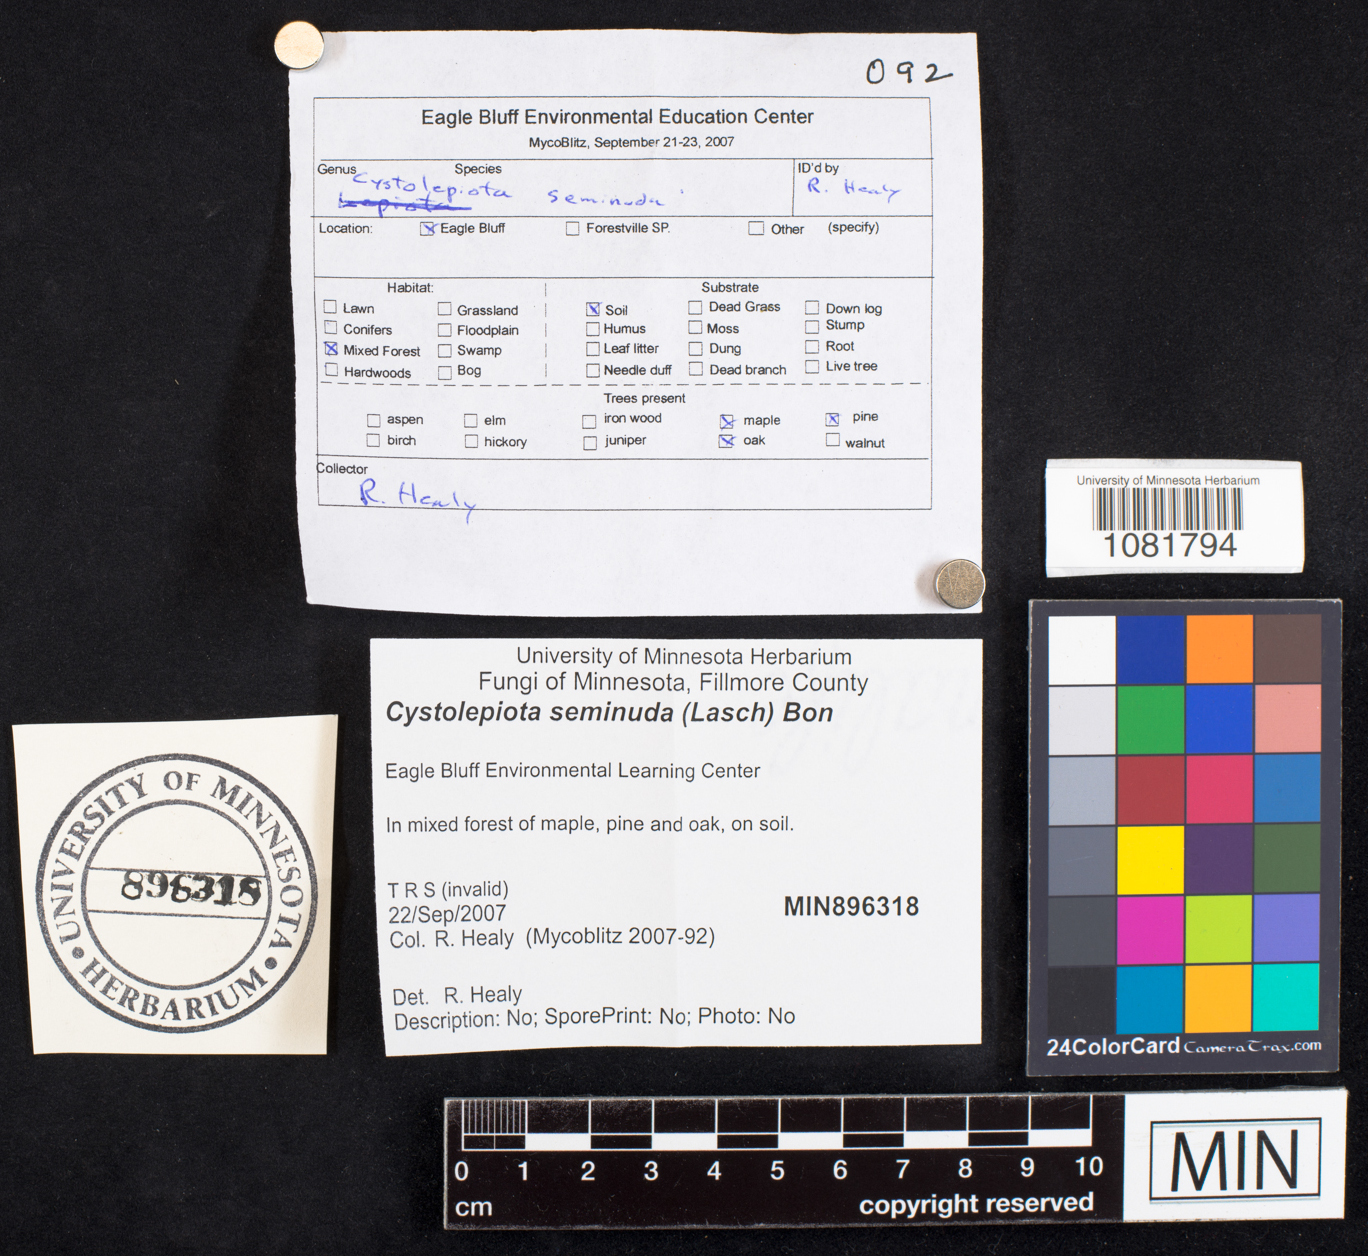 092
Eagle Bluff Environmental Education Center
MycoBlitz, September 21-23, 2007
Genus Species ID'd by
Cystolepiota seminuda R. Healy
Lepiota
Location: Eagle Bluff Forestville SP. Other (specify)
Habitat: Substrate
Lawn Grassland Soil Dead Grass Down log
Conifers Floodplain Humus Moss Stump
Mixed Forest Swamp Leaf litter Dung Root
Hardwoods Bog Needle duff Dead branch Live tree
Trees present
aspen elm iron wood maple pine
birch hickory juniper oak walnut
Collector
R. Healy
University of Minnesota Herbarium
1081794
University of Minnesota Herbarium
Fungi of Minnesota, Fillmore County
Cystolepiota seminuda (Lasch) Bon
Eagle Bluff Environmental Learning Center
In mixed forest of maple, pine and oak, on soil.
T R S (invalid)
22/Sep/2007
MIN896318
Col. R. Healy (Mycoblitz 2007-92)
Det. R. Healy
Description: No; SporePrint: No; Photo: No
UNIVERSITY OF MINNESOTA
896318
HERBARIUM
24ColorCard CameraTrax.com
0 1 2 3 4 5 6 7 8 9 10
cm copyright reserved
MIN